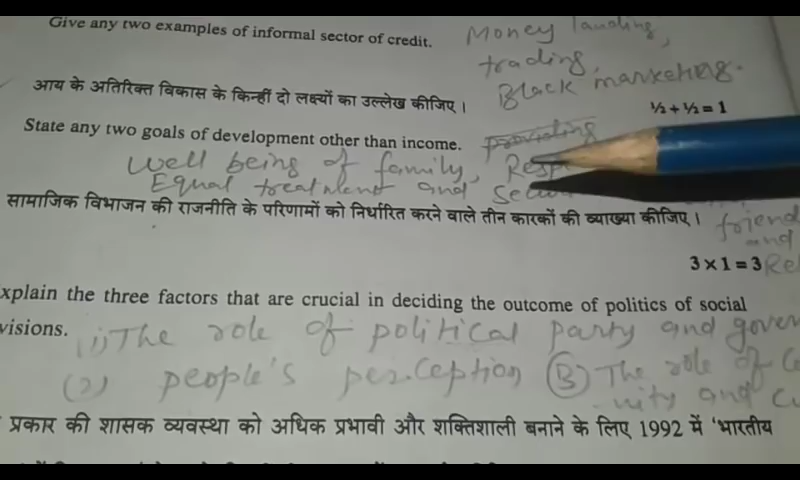 Give any two examples of informal sector of credit.
Money landing,
trading,
Black marketing.
आय के अतिरिक्त विकास के किन्हीं दो लक्ष्यों का उल्लेख कीजिए।
½ + ½ = 1
State any two goals of development other than income.
providing
Well being of family,
Equal treatment and
सामाजिक विभाजन की राजनीति के परिणामों को निर्धारित करने वाले तीन कारकों की व्याख्या कीजिए।
friend
and
3 × 1 = 3
xplain the three factors that are crucial in deciding the outcome of politics of social
visions.
(i) The role of political party and gover
(2) people's perception (3) The role of
and
प्रकार की शासक व्यवस्था को अधिक प्रभावी और शक्तिशाली बनाने के लिए 1992 में 'भारतीय